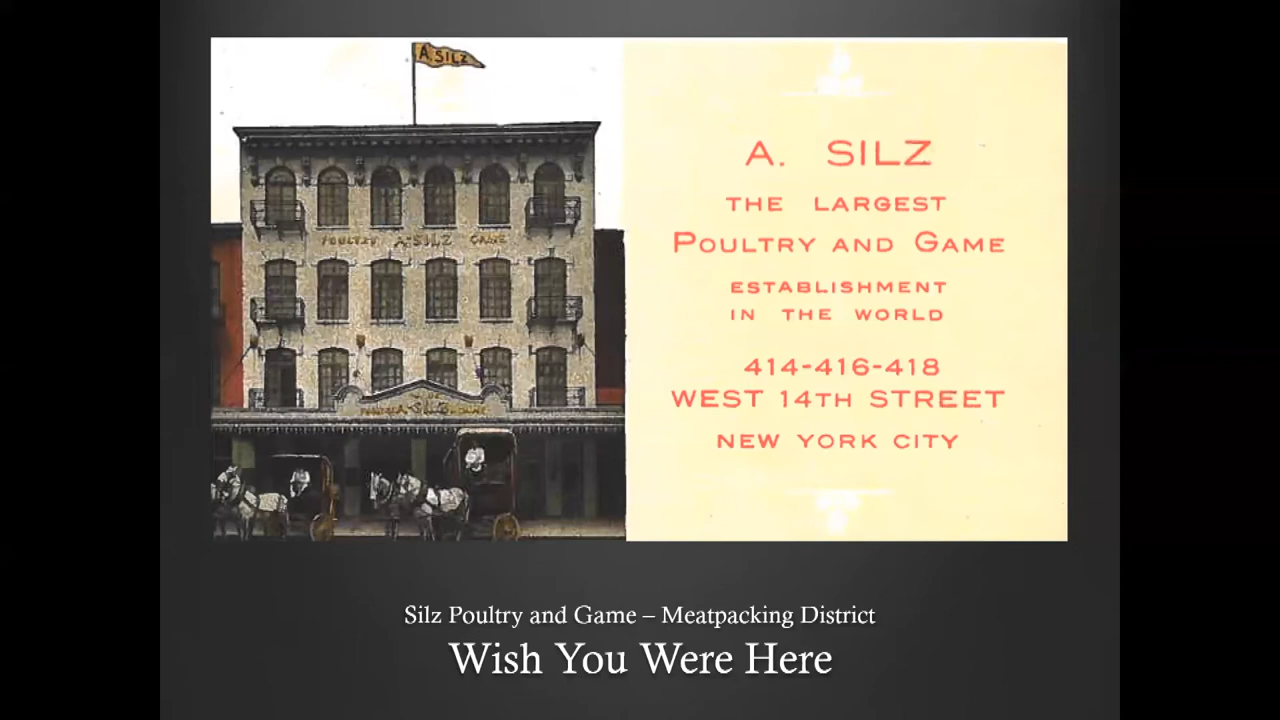 A. SILZ
POULTRY A. SILZ GAME
A. SILZ
THE LARGEST
POULTRY AND GAME
ESTABLISHMENT
IN THE WORLD
414-416-418
WEST 14TH STREET
NEW YORK CITY
Silz Poultry and Game – Meatpacking District
Wish You Were Here